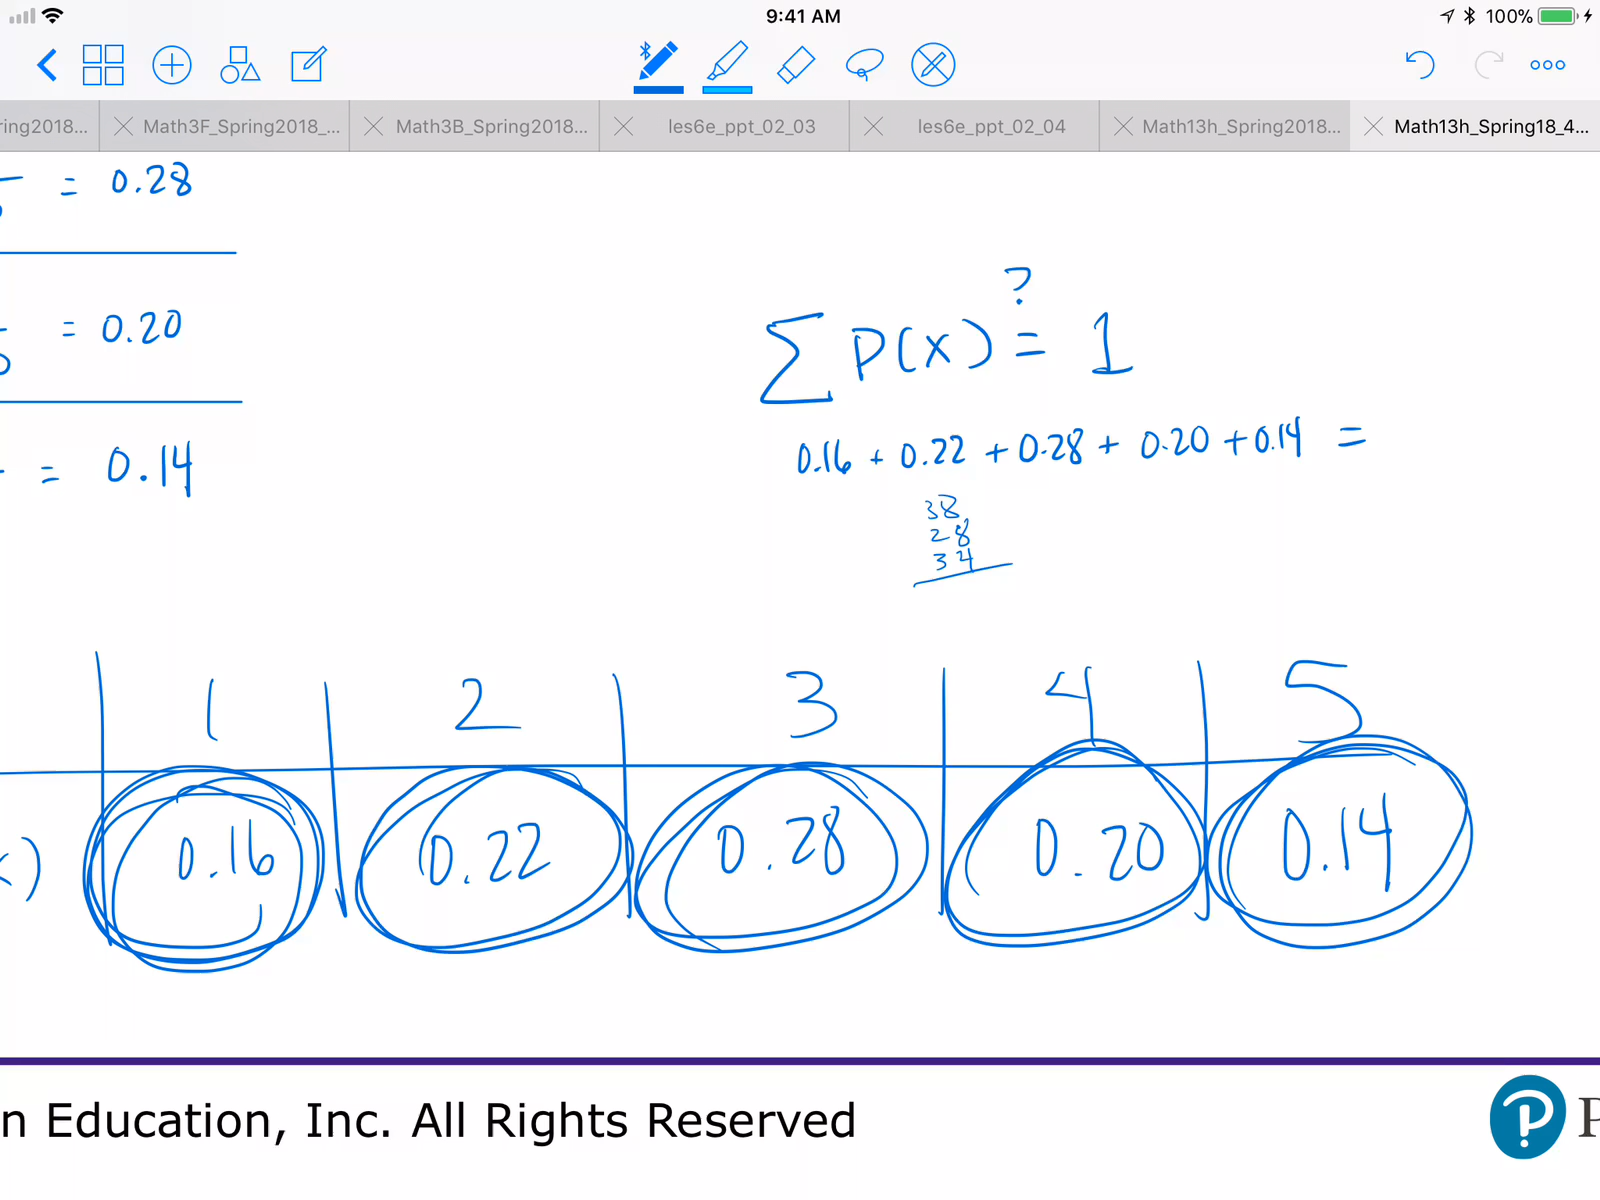 9:41 AM
100%
ring2018...
Math3F_Spring2018_...
Math3B_Spring2018...
les6e_ppt_02_03
les6e_ppt_02_04
Math13h_Spring2018...
Math13h_Spring18_4...
= 0.28
= 0.20
= 0.14
?
∑ P(x) = 1
0.16 + 0.22 + 0.28 + 0.20 + 0.14 =
38
28
34
1 2 3 4 5
x) 0.16 0.22 0.28 0.20 0.14
n Education, Inc. All Rights Reserved
P